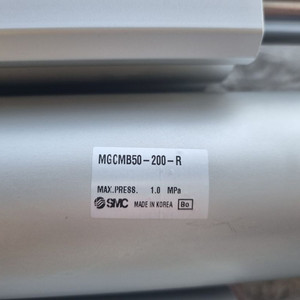 MGCMB50-200-R
MAX.PRESS. 1.0 MPa
SMC MADE IN KOREA Bo